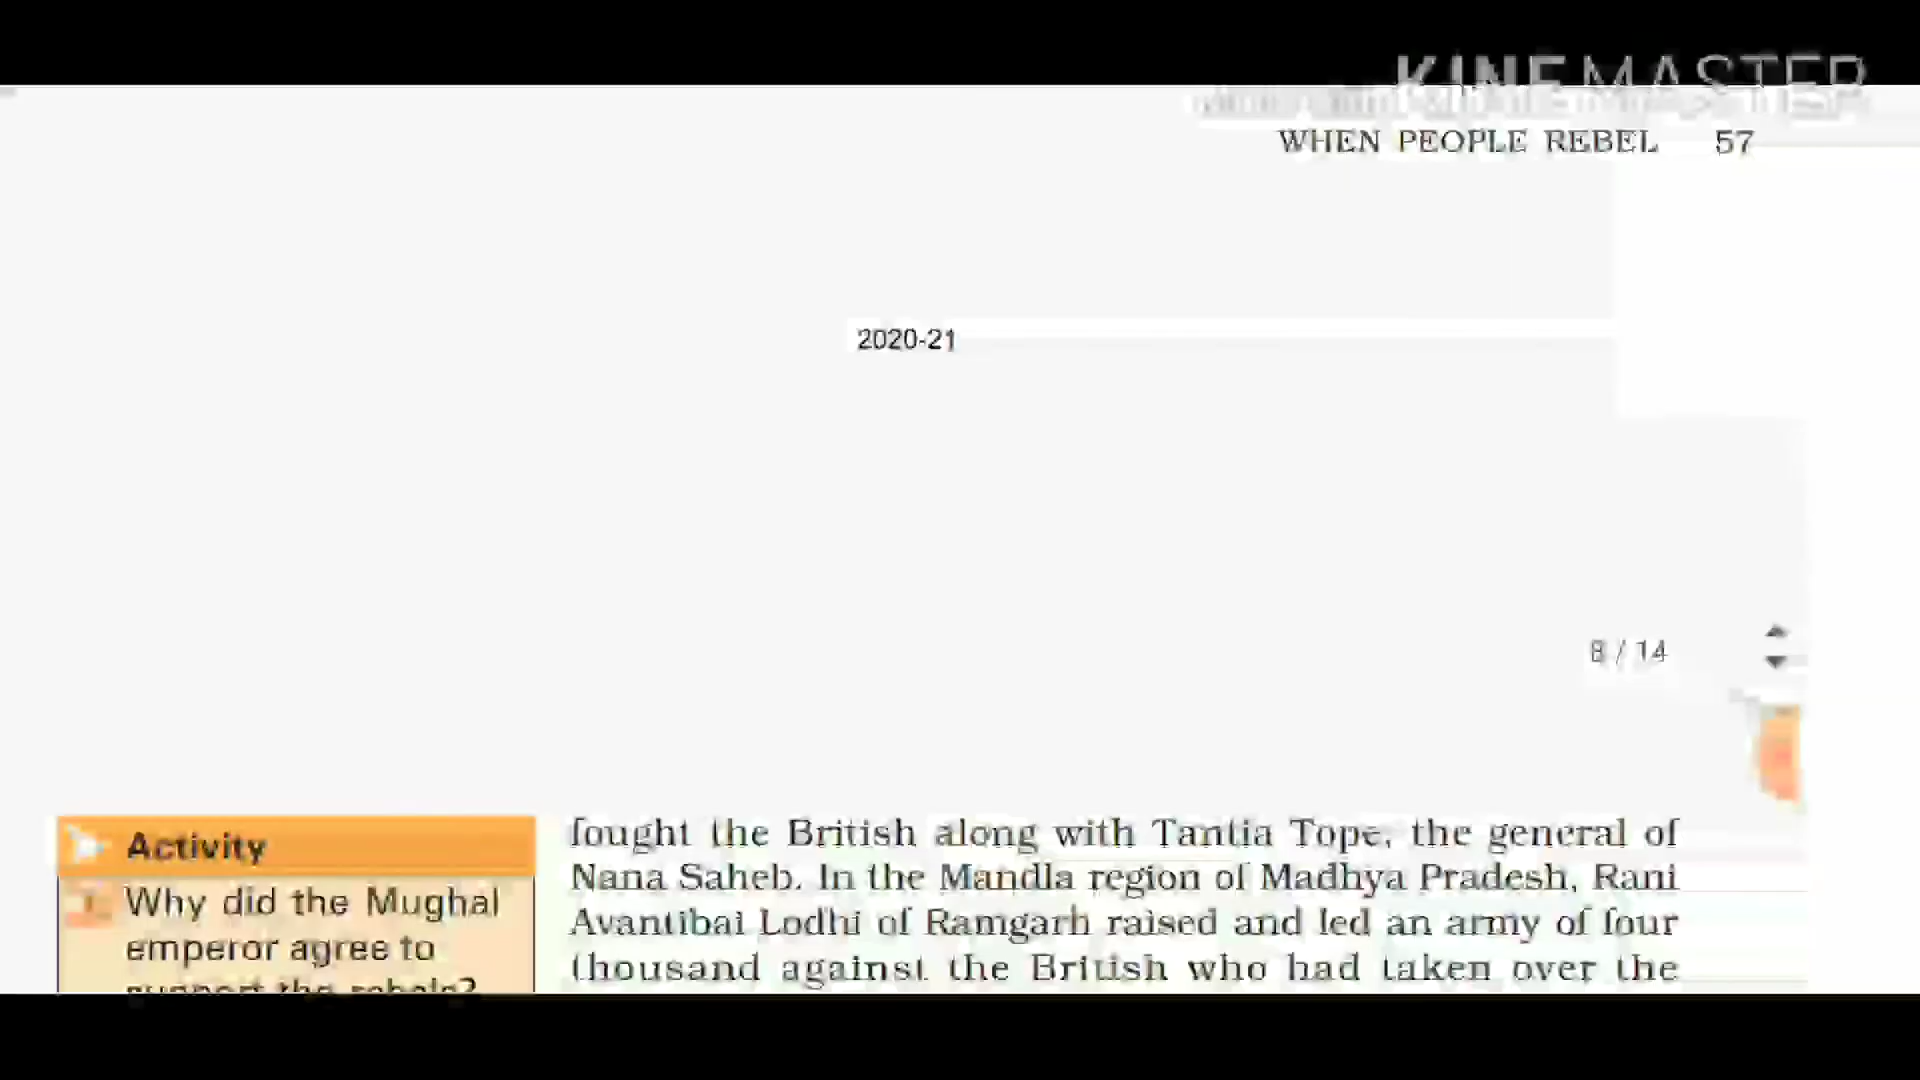 KINEMASTER
WHEN PEOPLE REBEL 57
2020-21
8 / 14
Activity
Why did the Mughal
emperor agree to
support the rebels?
fought the British along with Tantia Tope, the general of
Nana Saheb. In the Mandla region of Madhya Pradesh, Rani
Avantibai Lodhi of Ramgarh raised and led an army of four
thousand against the British who had taken over the